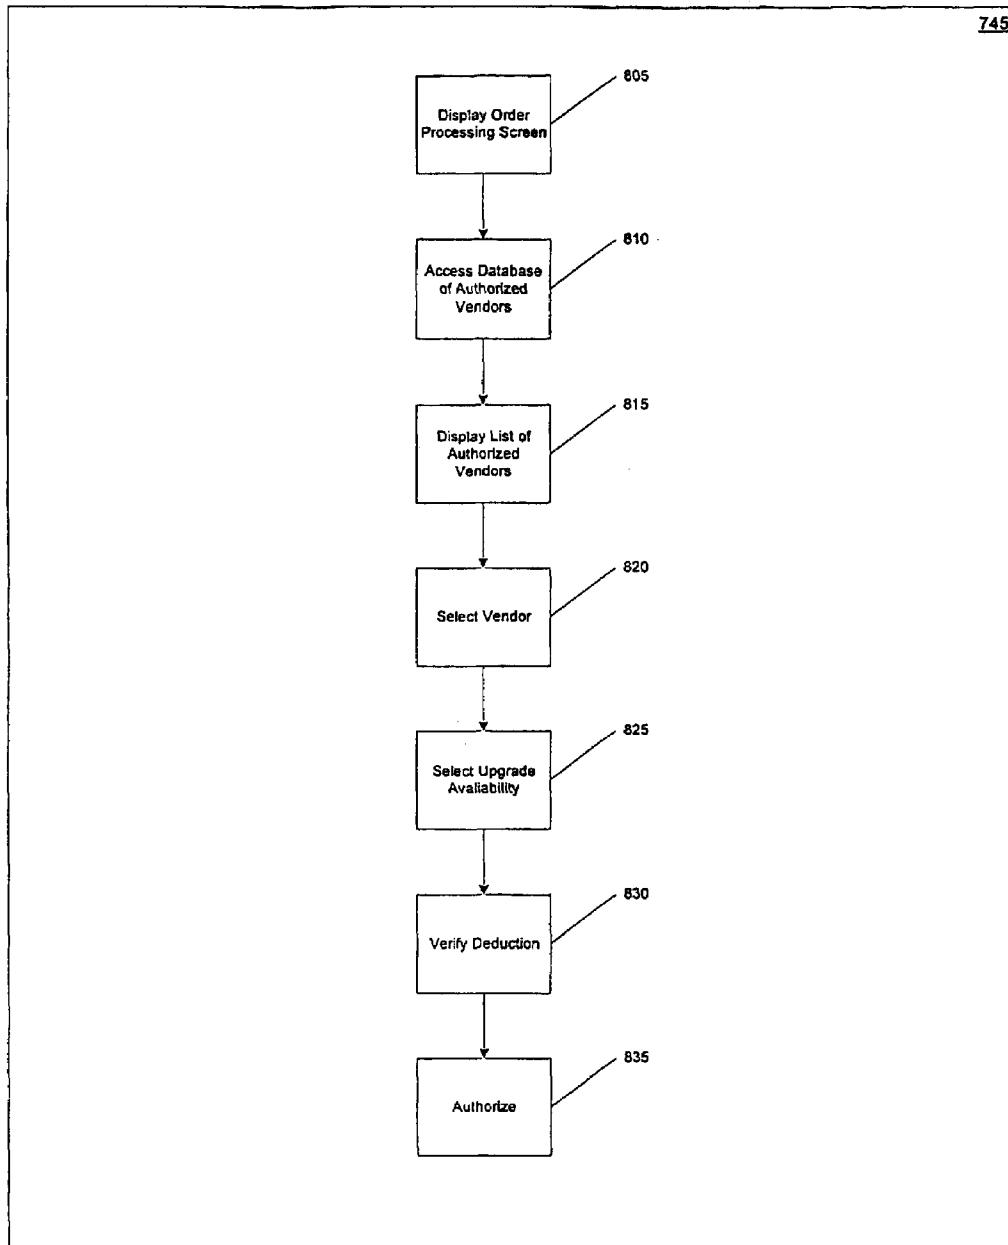 745
805
Display Order
Processing Screen
810
Access Database
of Authorized
Vendors
815
Display List of
Authorized
Vendors
820
Select Vendor
825
Select Upgrade
Availability
830
Verify Deduction
835
Authorize